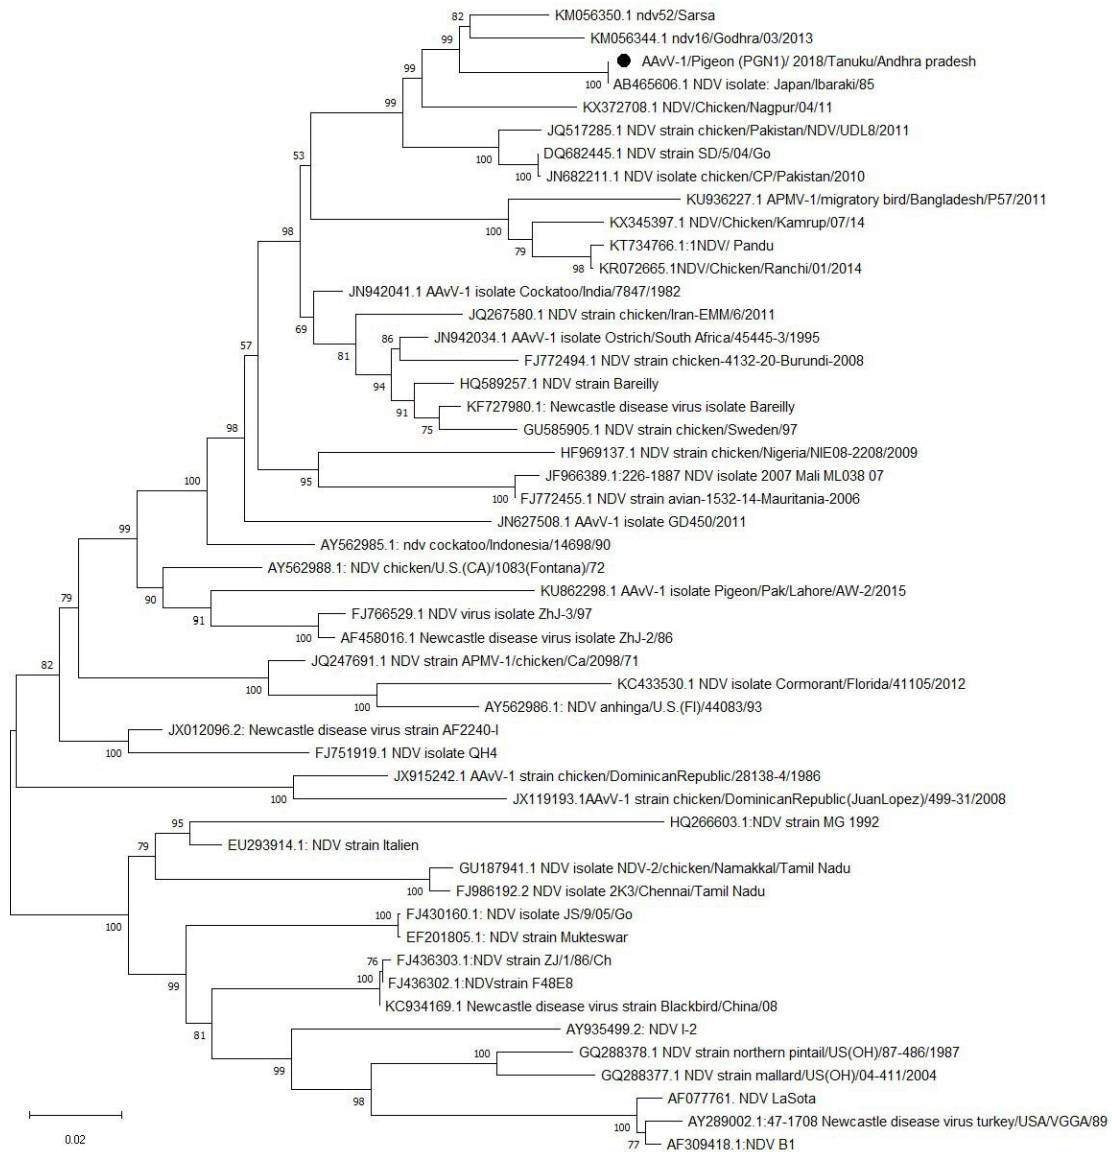 KM056350.1 ndv52/Sarsa
82
KM056344.1 ndv16/Godhra/03/2013
99
AAvV-1/Pigeon (PGN1)/ 2018/Tanuku/Andhra pradesh
99
100
AB465606.1 NDV isolate: Japan/Ibaraki/85
99
KX372708.1 NDV/Chicken/Nagpur/04/11
JQ517285.1 NDV strain chicken/Pakistan/NDV/UDL8/2011
53
100
DQ682445.1 NDV strain SD/5/04/Go
100
JN682211.1 NDV isolate chicken/CP/Pakistan/2010
KU936227.1 APMV-1/migratory bird/Bangladesh/P57/2011
98
100
KX345397.1 NDV/Chicken/Kamrup/07/14
79
KT734766.1:1NDV/ Pandu
98
KR072665.1NDV/Chicken/Ranchi/01/2014
JN942041.1 AAvV-1 isolate Cockatoo/India/7847/1982
69
JQ267580.1 NDV strain chicken/Iran-EMM/6/2011
57
81
86
JN942034.1 AAvV-1 isolate Ostrich/South Africa/45445-3/1995
FJ772494.1 NDV strain chicken-4132-20-Burundi-2008
94
HQ589257.1 NDV strain Bareilly
91
KF727980.1: Newcastle disease virus isolate Bareilly
98
75
GU585905.1 NDV strain chicken/Sweden/97
HF969137.1 NDV strain chicken/Nigeria/NIE08-2208/2009
100
95
JF966389.1:226-1887 NDV isolate 2007 Mali ML038 07
100
FJ772455.1 NDV strain avian-1532-14-Mauritania-2006
99
JN627508.1 AAvV-1 isolate GD450/2011
AY562985.1: ndv cockatoo/Indonesia/14698/90
AY562988.1: NDV chicken/U.S.(CA)/1083(Fontana)/72
79
90
KU862298.1 AAvV-1 isolate Pigeon/Pak/Lahore/AW-2/2015
91
FJ766529.1 NDV virus isolate ZhJ-3/97
100
AF458016.1 Newcastle disease virus isolate ZhJ-2/86
82
JQ247691.1 NDV strain APMV-1/chicken/Ca/2098/71
100
KC433530.1 NDV isolate Cormorant/Florida/41105/2012
100
AY562986.1: NDV anhinga/U.S.(Fl)/44083/93
JX012096.2: Newcastle disease virus strain AF2240-I
100
FJ751919.1 NDV isolate QH4
JX915242.1 AAvV-1 strain chicken/DominicanRepublic/28138-4/1986
100
JX119193.1AAvV-1 strain chicken/DominicanRepublic(JuanLopez)/499-31/2008
95
HQ266603.1:NDV strain MG 1992
79
EU293914.1: NDV strain Italien
GU187941.1 NDV isolate NDV-2/chicken/Namakkal/Tamil Nadu
100
FJ986192.2 NDV isolate 2K3/Chennai/Tamil Nadu
100
100
FJ430160.1: NDV isolate JS/9/05/Go
EF201805.1: NDV strain Mukteswar
99
76
FJ436303.1:NDV strain ZJ/1/86/Ch
100
FJ436302.1:NDVstrain F48E8
KC934169.1 Newcastle disease virus strain Blackbird/China/08
81
AY935499.2: NDV I-2
99
100
GQ288378.1 NDV strain northern pintail/US(OH)/87-486/1987
GQ288377.1 NDV strain mallard/US(OH)/04-411/2004
98
AF077761. NDV LaSota
100
AY289002.1:47-1708 Newcastle disease virus turkey/USA/VGGA/89
77
AF309418.1:NDV B1
0.02